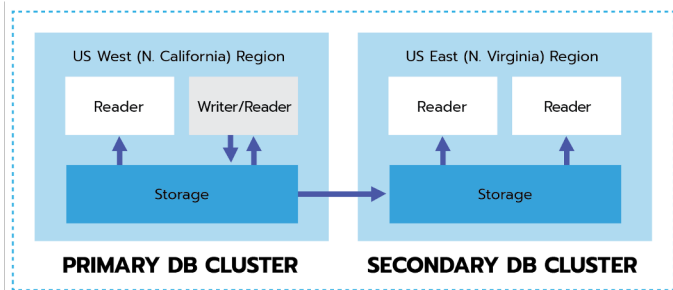 US West (N. California) Region
Reader
Writer/Reader
Storage
PRIMARY DB CLUSTER
US East (N. Virginia) Region
Reader
Reader
Storage
SECONDARY DB CLUSTER